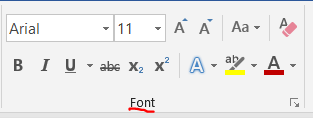 Arial 11 A A Aa A
B I U abc x₂ x² A ab A
Font